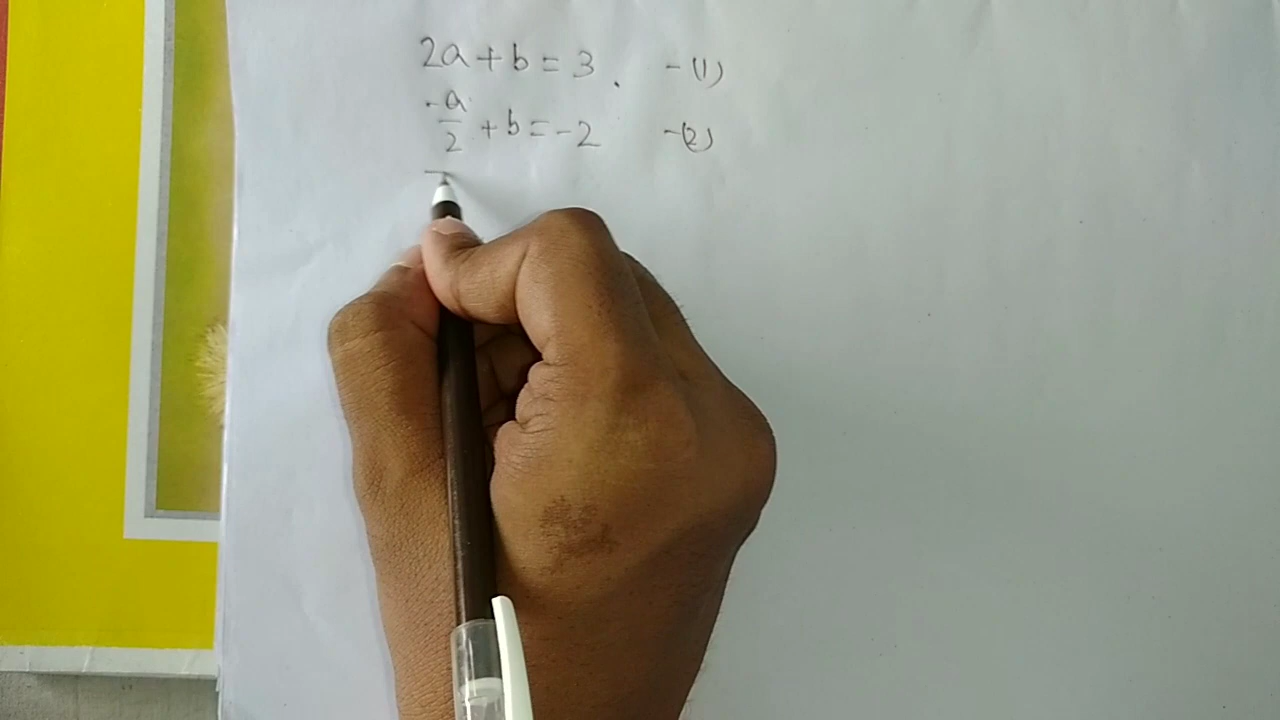 2a + b = 3 . - (1)
-a/2 + b = -2 - (2)